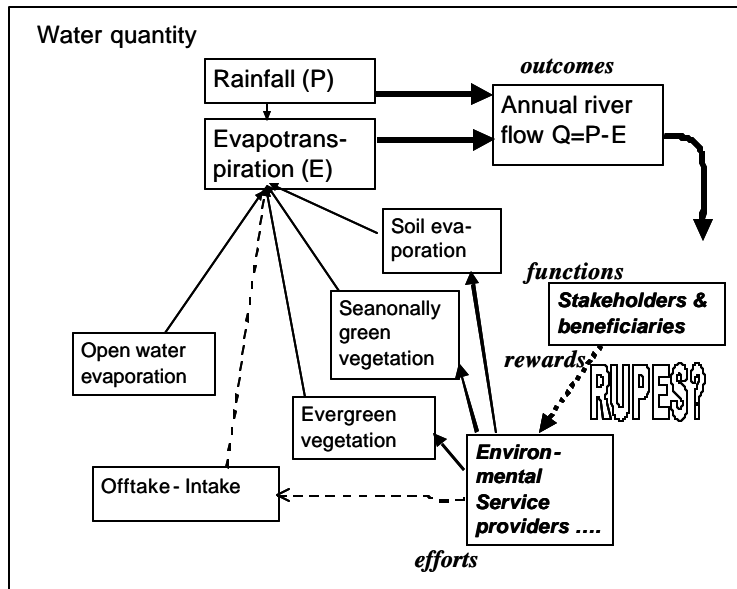 Water quantity
Rainfall (P)
outcomes
Annual river
flow Q=P-E
Evapotrans-
piration (E)
Soil eva-
poration
functions
Stakeholders &
beneficiaries
Seanonally
green
vegetation
Open water
evaporation
rewards
RUPES?
Evergreen
vegetation
Environ-
mental
Service
providers ....
Offtake - Intake
efforts